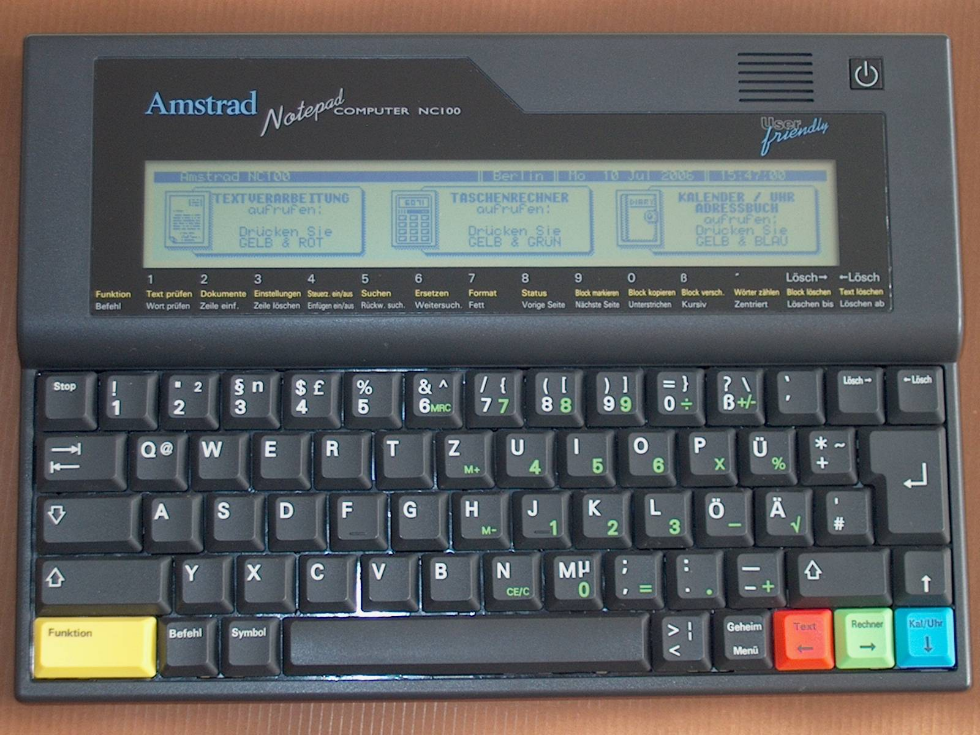 Amstrad Notepad COMPUTER NC100
User friendly
Amstrad NC100 || Berlin || Mo 10 Jul 2006 || 15:47:00
TEXTVERARBEITUNG
aufrufen:
Drücken Sie
GELB & ROT
TASCHENRECHNER
aufrufen:
Drücken Sie
GELB & GRÜN
KALENDER / UHR
ADRESSBUCH
aufrufen:
Drücken Sie
GELB & BLAU
1 2 3 4 5 6 7 8 9 0 ß ´ Lösch→ ←Lösch
Funktion Text prüfen Dokumente Einstellungen Steuerz. ein/aus Suchen Ersetzen Format Status Block markieren Block kopieren Block versch. Wörter zählen Block löschen Text löschen
Befehl Wort prüfen Zeile einf. Zeile löschen Einfügen ein/aus Rückw. such. Weitersuch. Fett Vorige Seite Nächste Seite Unterstrichen Kursiv Zentriert Löschen bis Löschen ab
Stop ! " ² § n $ £ % & ^ / { ( [ ) ] = } ? \ ` Lösch→ ←Lösch
1 2 3 4 5 6 MRC 7 7 8 8 9 9 0 ÷ ß +/- ´
Q @ W E R T Z M+ U 4 I 5 O 6 P X Ü % * ~ +
A S D F G H M- J 1 K 2 L 3 Ö − Ä √ ' #
Y X C V B N CE/C M µ 0 ; , = : . . — − + ↑
Funktion Befehl Symbol > ¦ < Geheim Menü Text ← Rechner → Kal/Uhr ↓